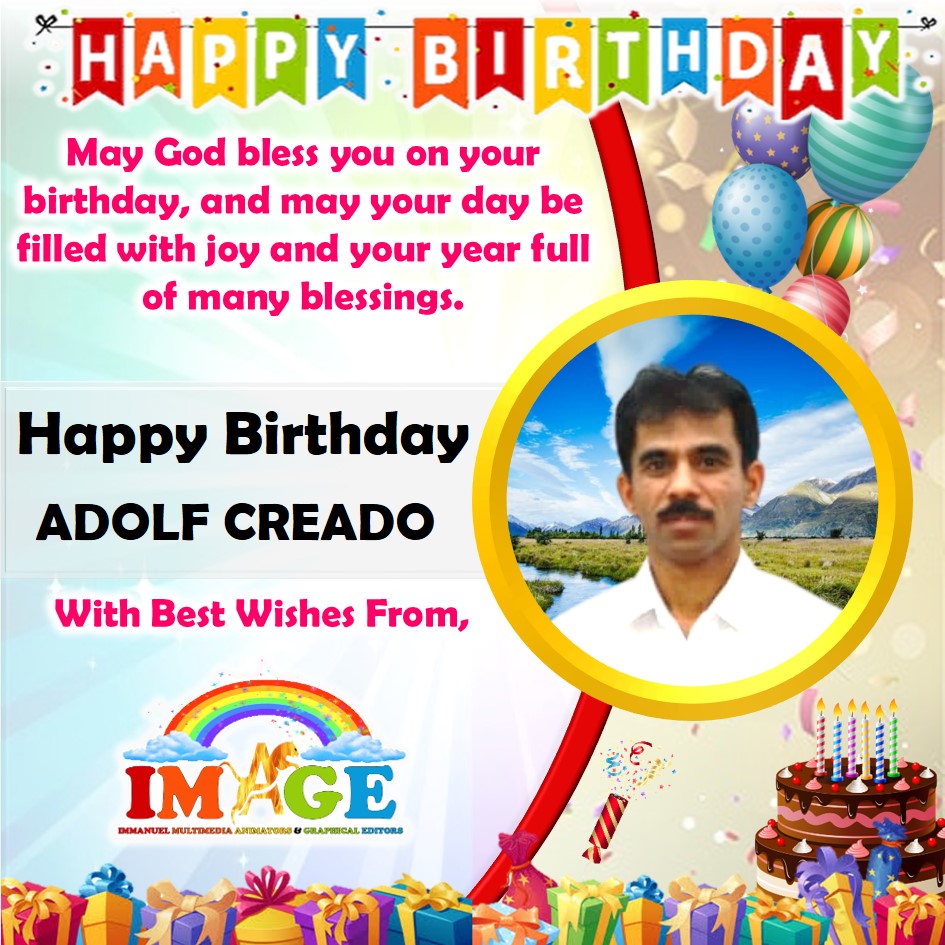 HAPPY BIRTHDAY
May God bless you on your
birthday, and may your day be
filled with joy and your year full
of many blessings.
Happy Birthday
ADOLF CREADO
With Best Wishes From,
IMAGE
IMMANUEL MULTIMEDIA ANIMATORS & GRAPHICAL EDITORS